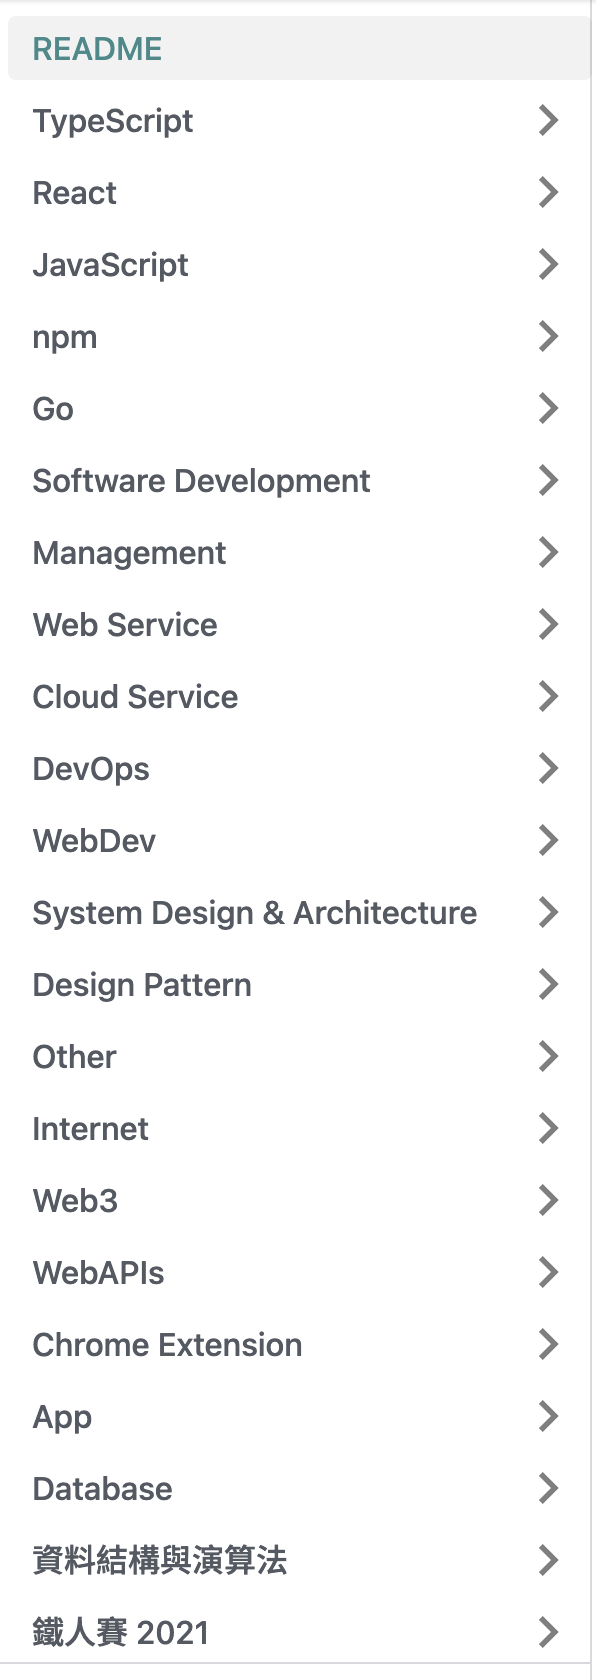 README
TypeScript
React
JavaScript
npm
Go
Software Development
Management
Web Service
Cloud Service
DevOps
WebDev
System Design & Architecture
Design Pattern
Other
Internet
Web3
WebAPIs
Chrome Extension
App
Database
資料結構與演算法
鐵人賽 2021